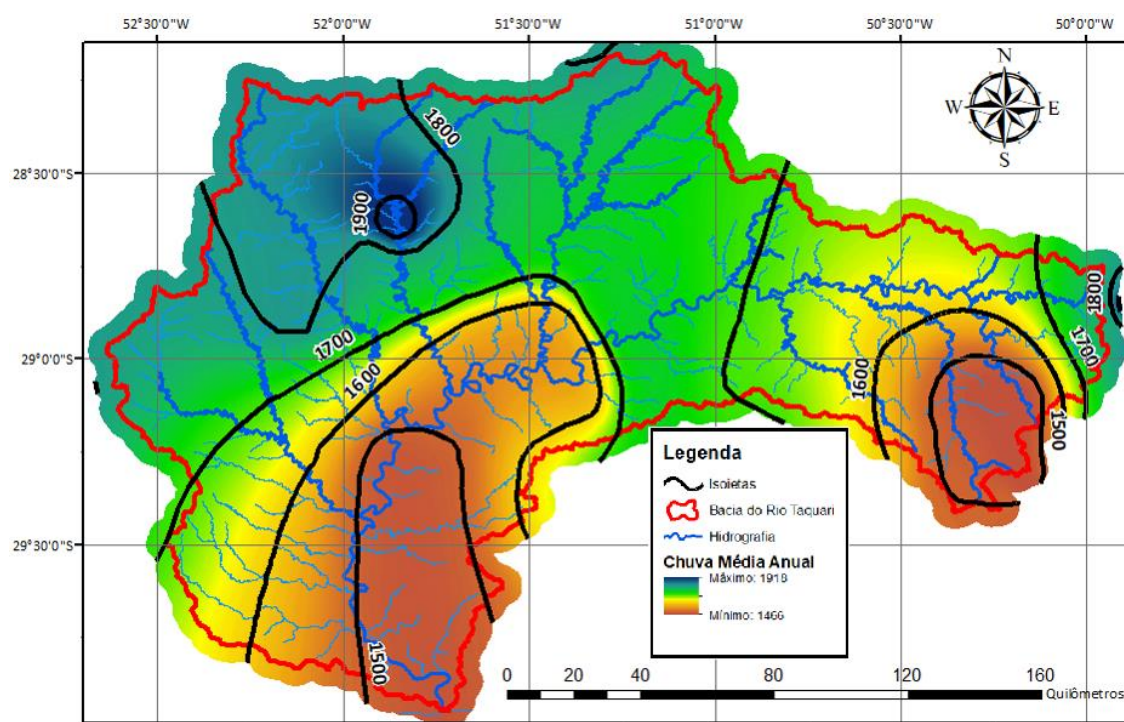 52°30'0"W 52°0'0"W 51°30'0"W 51°0'0"W 50°30'0"W 50°0'0"W
N
W E
S
1800
28°30'0"S
1900
1800
29°0'0"S
1700
1700
1600
1600
1500
Legenda
Isoietas
Bacia do Rio Taquari
Hidrografia
29°30'0"S
Chuva Média Anual
Máximo: 1918
Mínimo: 1466
1500
0 20 40 80 120 160
Quilômetros